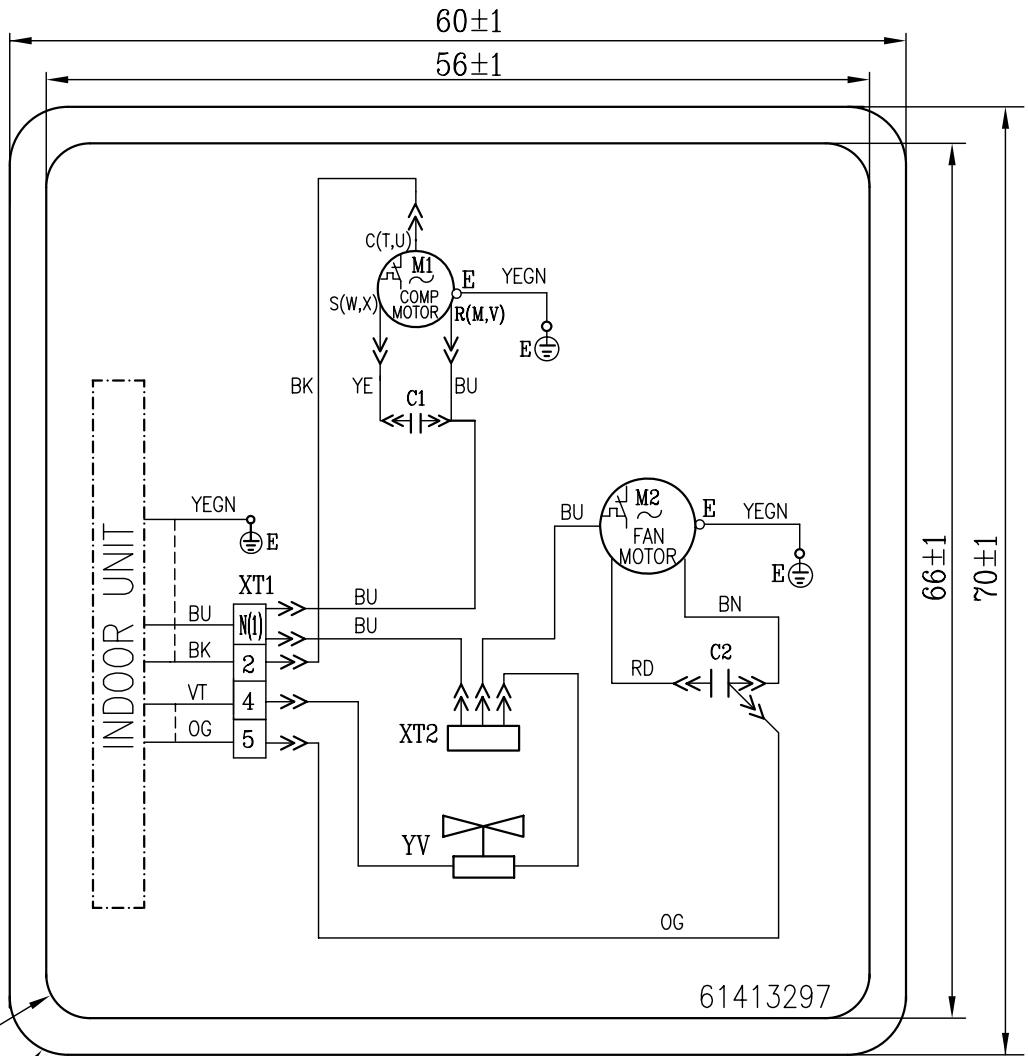 60±1
56±1
C(T,U)
M1
COMP
MOTOR
E
YEGN
S(W,X)
R(M,V)
E
BK
YE
BU
C1
YEGN
E
INDOOR UNIT
XT1
BU
N(1)
BU
BU
BK
2
VT
4
OG
5
BU
M2
FAN
MOTOR
E
YEGN
E
BN
RD
C2
XT2
YV
OG
61413297
66±1
70±1